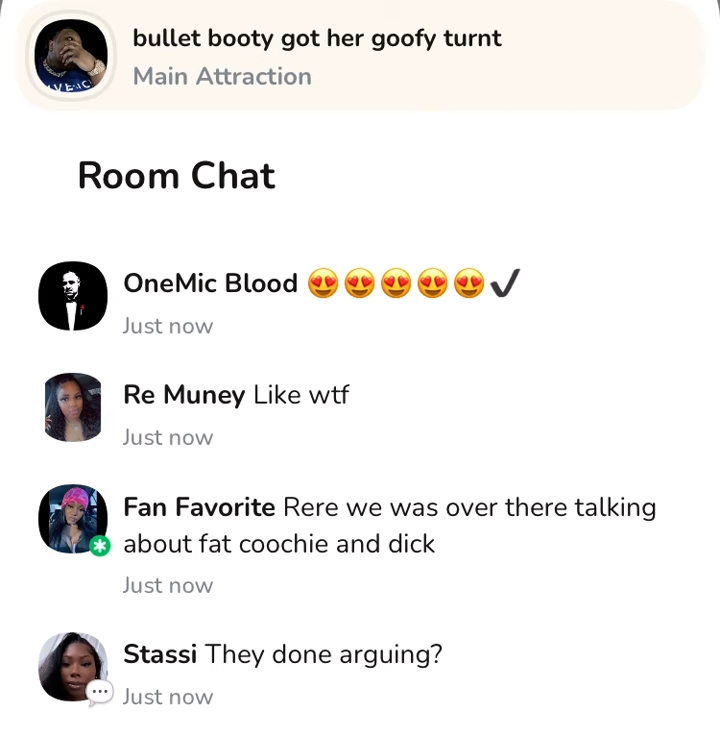 bullet booty got her goofy turnt
Main Attraction
Room Chat
OneMic Blood 😍😍😍😍😍✔️
Just now
Re Muney Like wtf
Just now
Fan Favorite Rere we was over there talking
about fat coochie and dick
Just now
Stassi They done arguing?
Just now